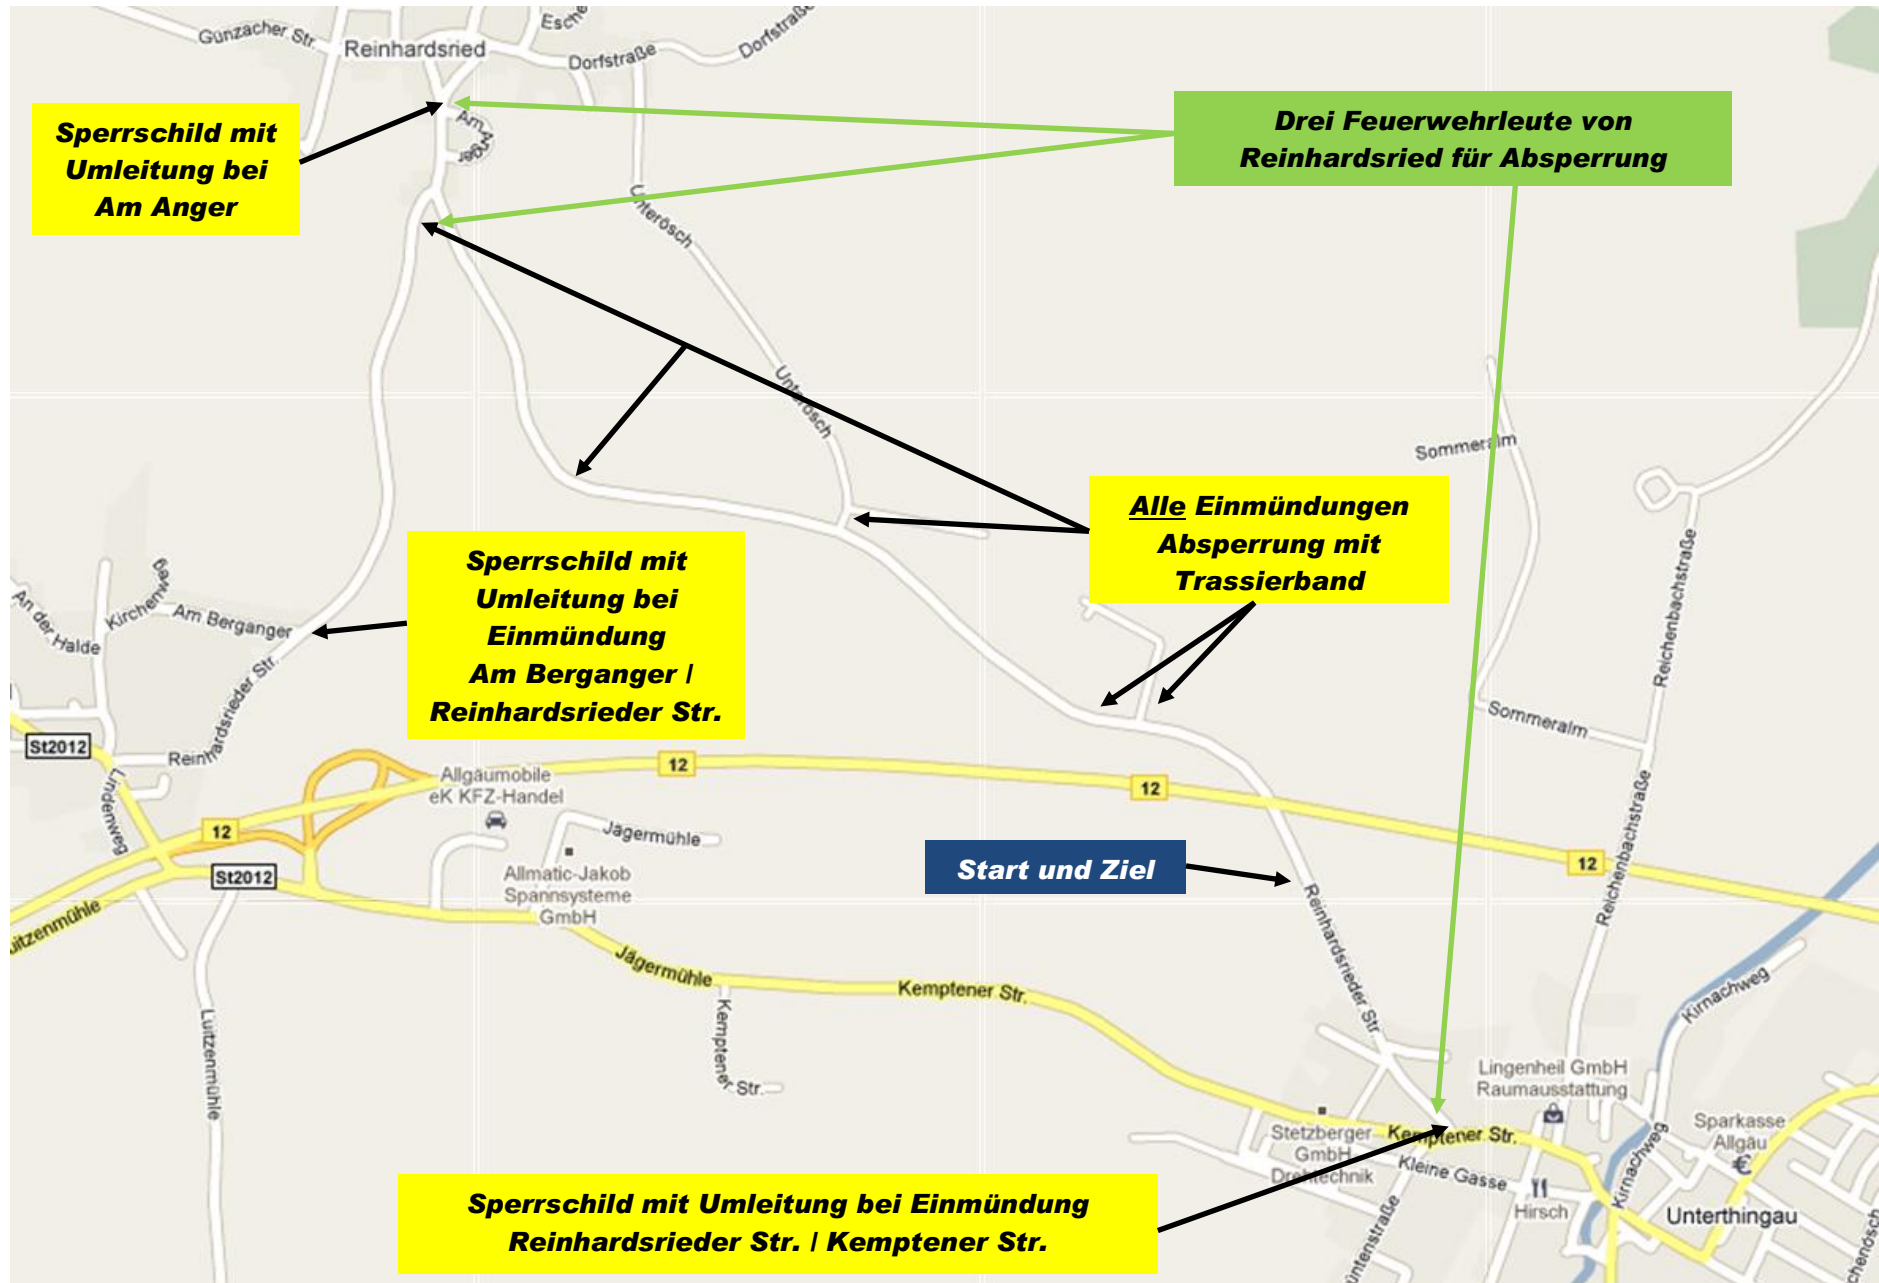 Günzacher Str.
Reinhardsried
Dorfstraße
Dorfstraße
Sperrschild mit
Umleitung bei
Am Anger
Am Anger
Drei Feuerwehrleute von
Reinhardsried für Absperrung
Unterösch
Unterösch
Sommeralm
Alle Einmündungen
Absperrung mit
Trassierband
Sperrschild mit
Umleitung bei
Einmündung
Am Berganger /
Reinhardsrieder Str.
An der Halde
Kirchenweg
Am Berganger
Reinhardsrieder Str.
Reichenbachstraße
Sommeralm
St2012
Lindenweg
12
12
12
12
Allgäumobile
eK KFZ-Handel
Jägermühle
Allmatic-Jakob
Spannsysteme
GmbH
St2012
Start und Ziel
Reinhardsrieder Str.
Reichenbachstraße
Jägermühle
Kemptener Str.
Kemptener Str.
Luitzenmühle
Kirnachweg
Lingenheil GmbH
Raumausstattung
Stetzberger
GmbH
Drehtechnik
Kemptener Str.
Kleine Gasse
Hirsch
Kirnachweg
Sparkasse
Allgäu
Unterthingau
Sperrschild mit Umleitung bei Einmündung
Reinhardsrieder Str. / Kemptener Str.